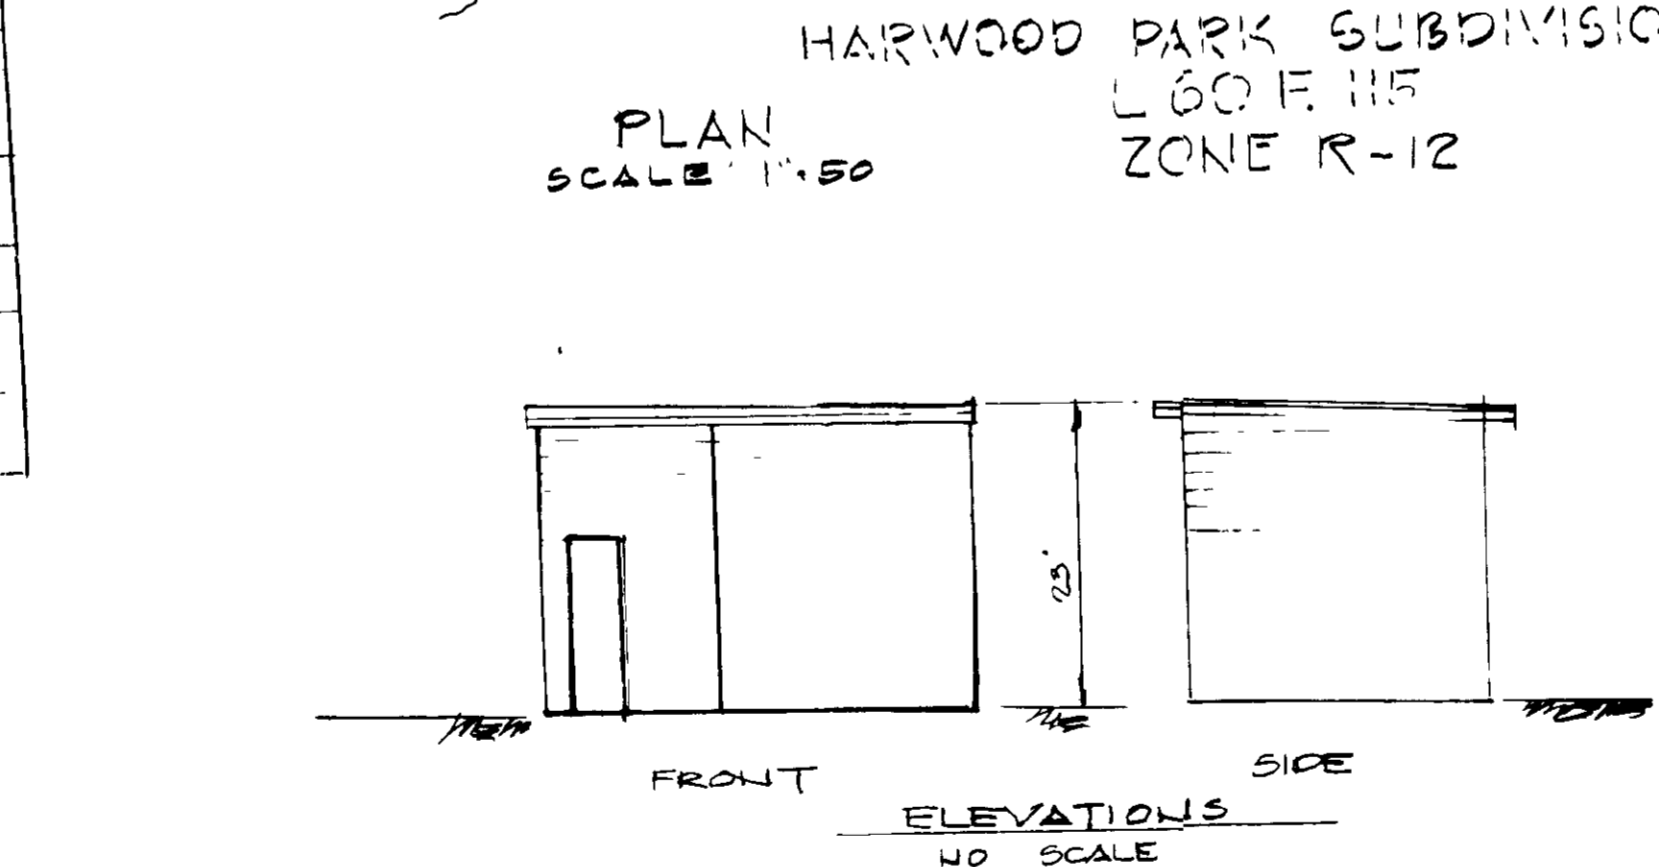 HARWOOD PARK SUBDIVISIO
L 60 F. 115
ZONE R-12
PLAN
SCALE 1" = 50
23'
FRONT
SIDE
ELEVATIONS
NO SCALE